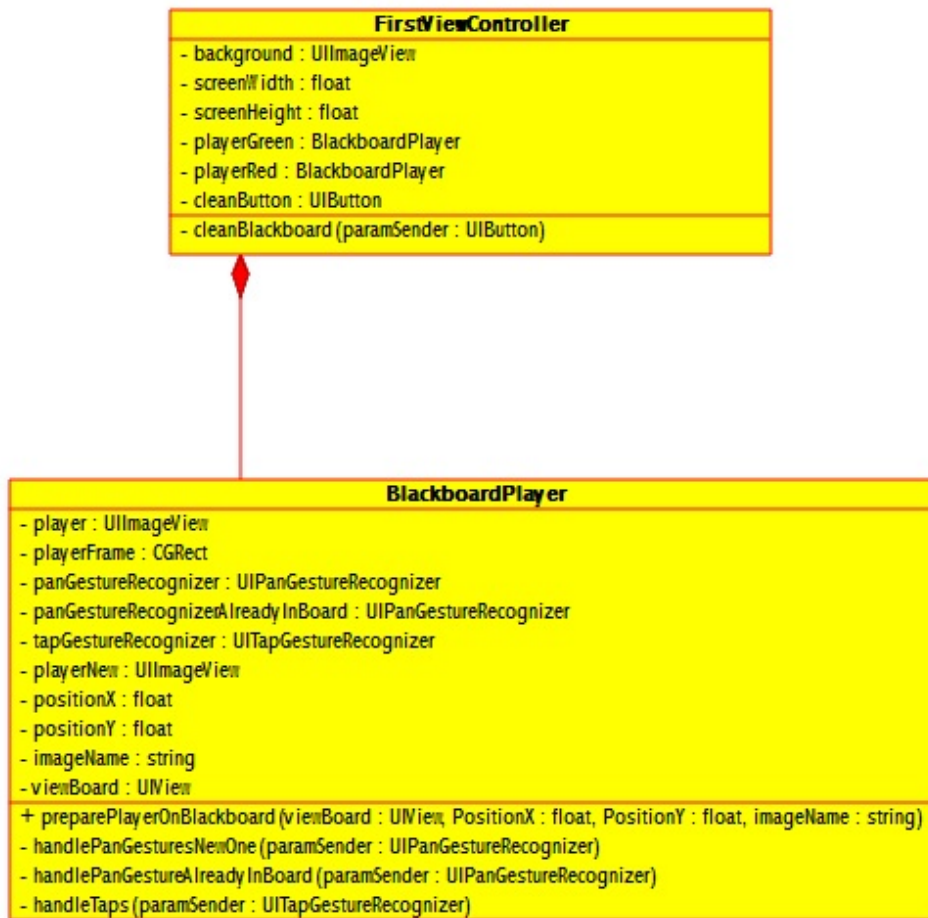 FirstViewController
- background : UIImageView
- screenWidth : float
- screenHeight : float
- playerGreen : BlackboardPlayer
- playerRed : BlackboardPlayer
- cleanButton : UIButton
- cleanBlackboard(paramSender : UIButton)
BlackboardPlayer
- player : UIImageView
- playerFrame : CGRect
- panGestureRecognizer : UIPanGestureRecognizer
- panGestureRecognizerAlreadyInBoard : UIPanGestureRecognizer
- tapGestureRecognizer : UITapGestureRecognizer
- playerNew : UIImageView
- positionX : float
- positionY : float
- imageName : string
- viewBoard : UIView
+ preparePlayerOnBlackboard(viewBoard : UIView, PositionX : float, PositionY : float, imageName : string)
- handlePanGesturesNewOne(paramSender : UIPanGestureRecognizer)
- handlePanGestureAlreadyInBoard(paramSender : UIPanGestureRecognizer)
- handleTaps(paramSender : UITapGestureRecognizer)